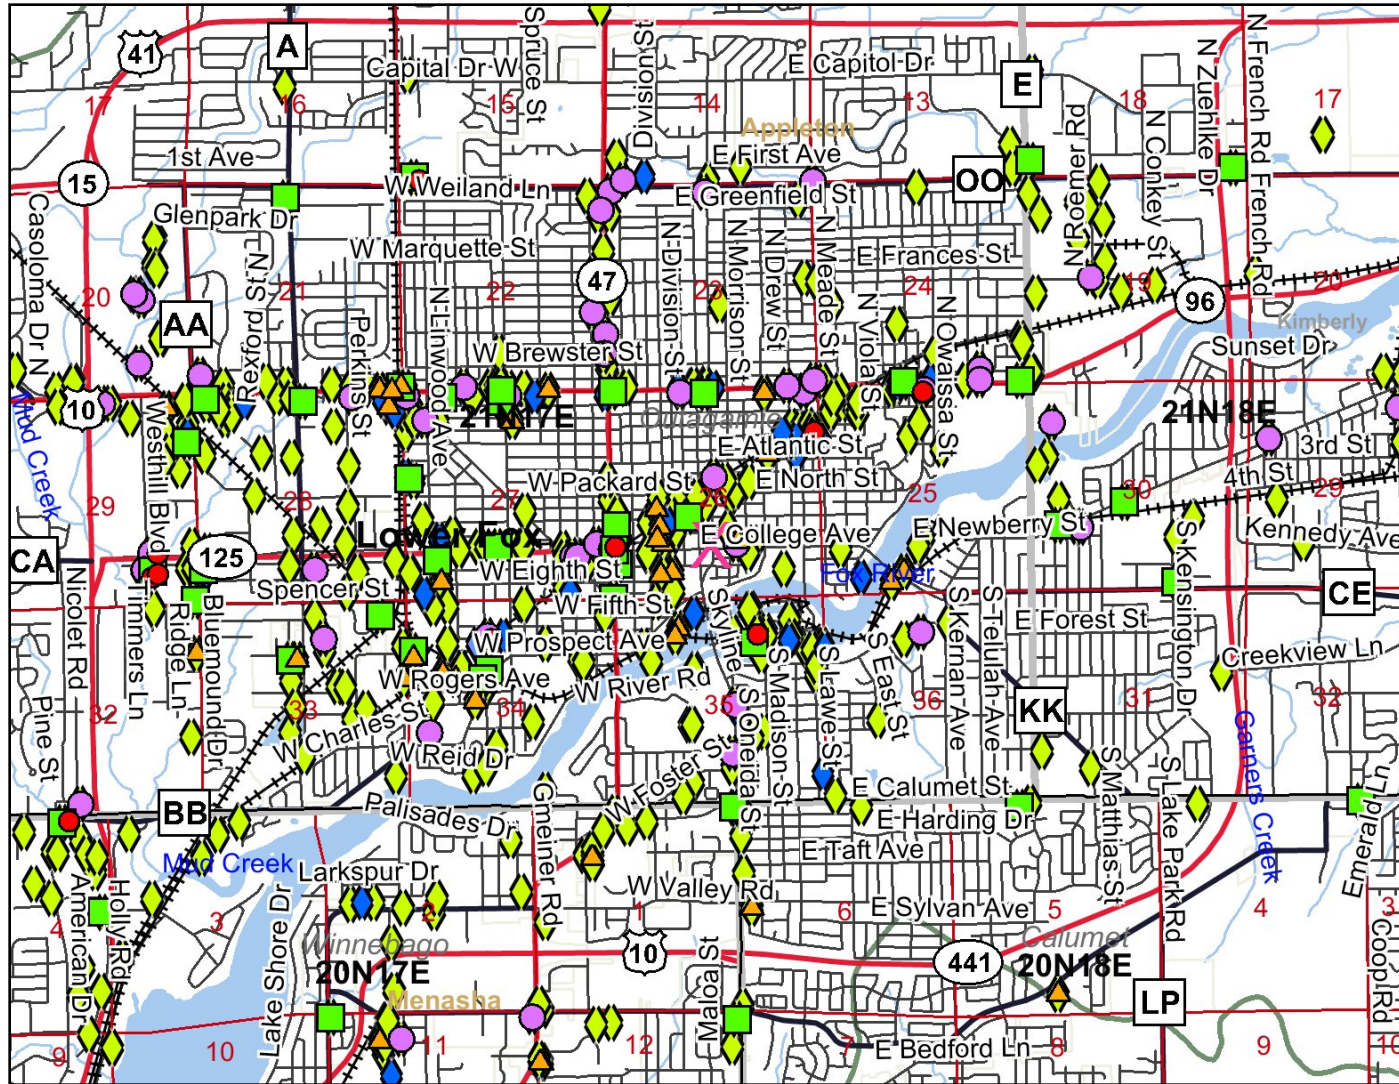 41
A
Spruce St
Division St
Capital Dr W
E Capitol Dr
E
N Zuehlke Dr
N French Rd
17
16
15
14
13
18
17
Appleton
N Roemer Rd
N Conkey St
1st Ave
E First Ave
15
W Weiland Ln
OO
E Greenfield St
French Rd
Casoloma Dr N
Glenpark Dr
W Marquette St
E Frances St
N Division St
N Morrison St
N Drew St
N Meade St
47
20
21
22
23
24
19
20
96
AA
Rexford St N
Perkins St
N Linwood Ave
N Viola St
N Owaissa St
Kimberly
W Brewster St
Sunset Dr
10
Mud Creek
Westhill Blvd
21N17E
Outagamie
21N18E
E Atlantic St
3rd St
W Packard St
E North St
4th St
29
28
27
26
25
30
29
Lower Fox
E College Ave
E Newberry St
Kennedy Ave
CA
125
W Eighth St
Fox River
S Kensington Dr
Nicolet Rd
Timmers Ln
Ridge Ln
Bluemound Dr
Spencer St
W Fifth St
Skyline
CE
W Prospect Ave
S East St
S Kernan Ave
S Telulah Ave
E Forest St
Creekview Ln
W Rogers Ave
W River Rd
S Oneida St
S Madison St
S Lawe St
32
33
34
35
36
31
32
Pine St
W Charles St
KK
Garners Creek
W Reid Dr
W Foster St
S Matthias St
S Lake Park Rd
Emerald Ln
BB
Palisades Dr
Gmeiner Rd
E Calumet St
E Harding Dr
Mud Creek
Larkspur Dr
E Taft Ave
American Dr
Holly Rd
W Valley Rd
E Sylvan Ave
4
3
2
1
6
5
4
3
Lake Shore Dr
Winnebago
20N17E
10
441
Calumet
20N18E
Menasha
Maloa St
LP
Coop Rd
9
10
11
12
7
E Bedford Ln
8
9
10